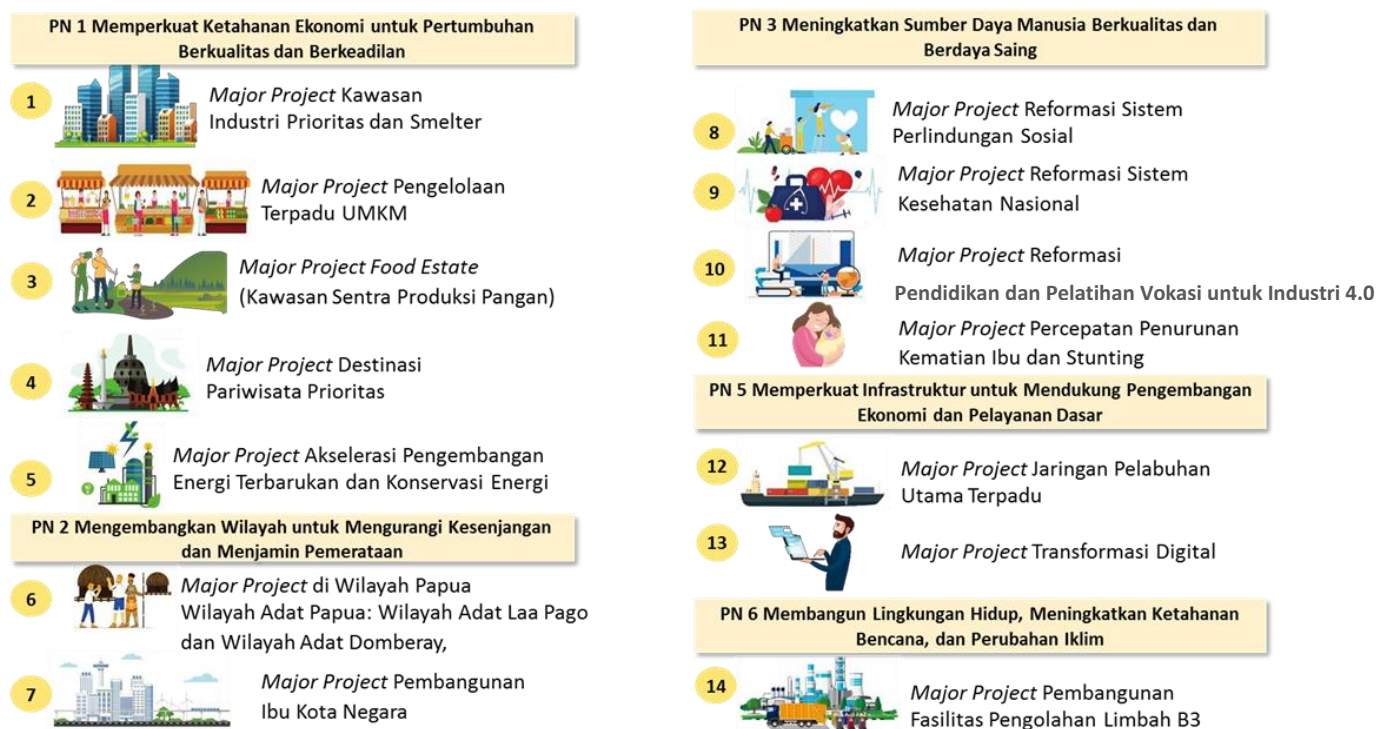 PN 1 Memperkuat Ketahanan Ekonomi untuk Pertumbuhan
Berkualitas dan Berkeadilan
1
Major Project Kawasan
Industri Prioritas dan Smelter
2
Major Project Pengelolaan
Terpadu UMKM
3
Major Project Food Estate
(Kawasan Sentra Produksi Pangan)
4
Major Project Destinasi
Pariwisata Prioritas
5
Major Project Akselerasi Pengembangan
Energi Terbarukan dan Konservasi Energi
PN 2 Mengembangkan Wilayah untuk Mengurangi Kesenjangan
dan Menjamin Pemerataan
6
Major Project di Wilayah Papua
Wilayah Adat Papua: Wilayah Adat Laa Pago
dan Wilayah Adat Domberay,
7
Major Project Pembangunan
Ibu Kota Negara
PN 3 Meningkatkan Sumber Daya Manusia Berkualitas dan
Berdaya Saing
8
Major Project Reformasi Sistem
Perlindungan Sosial
9
Major Project Reformasi Sistem
Kesehatan Nasional
10
Major Project Reformasi
Pendidikan dan Pelatihan Vokasi untuk Industri 4.0
11
Major Project Percepatan Penurunan
Kematian Ibu dan Stunting
PN 5 Memperkuat Infrastruktur untuk Mendukung Pengembangan
Ekonomi dan Pelayanan Dasar
12
Major Project Jaringan Pelabuhan
Utama Terpadu
13
Major Project Transformasi Digital
PN 6 Membangun Lingkungan Hidup, Meningkatkan Ketahanan
Bencana, dan Perubahan Iklim
14
Major Project Pembangunan
Fasilitas Pengolahan Limbah B3